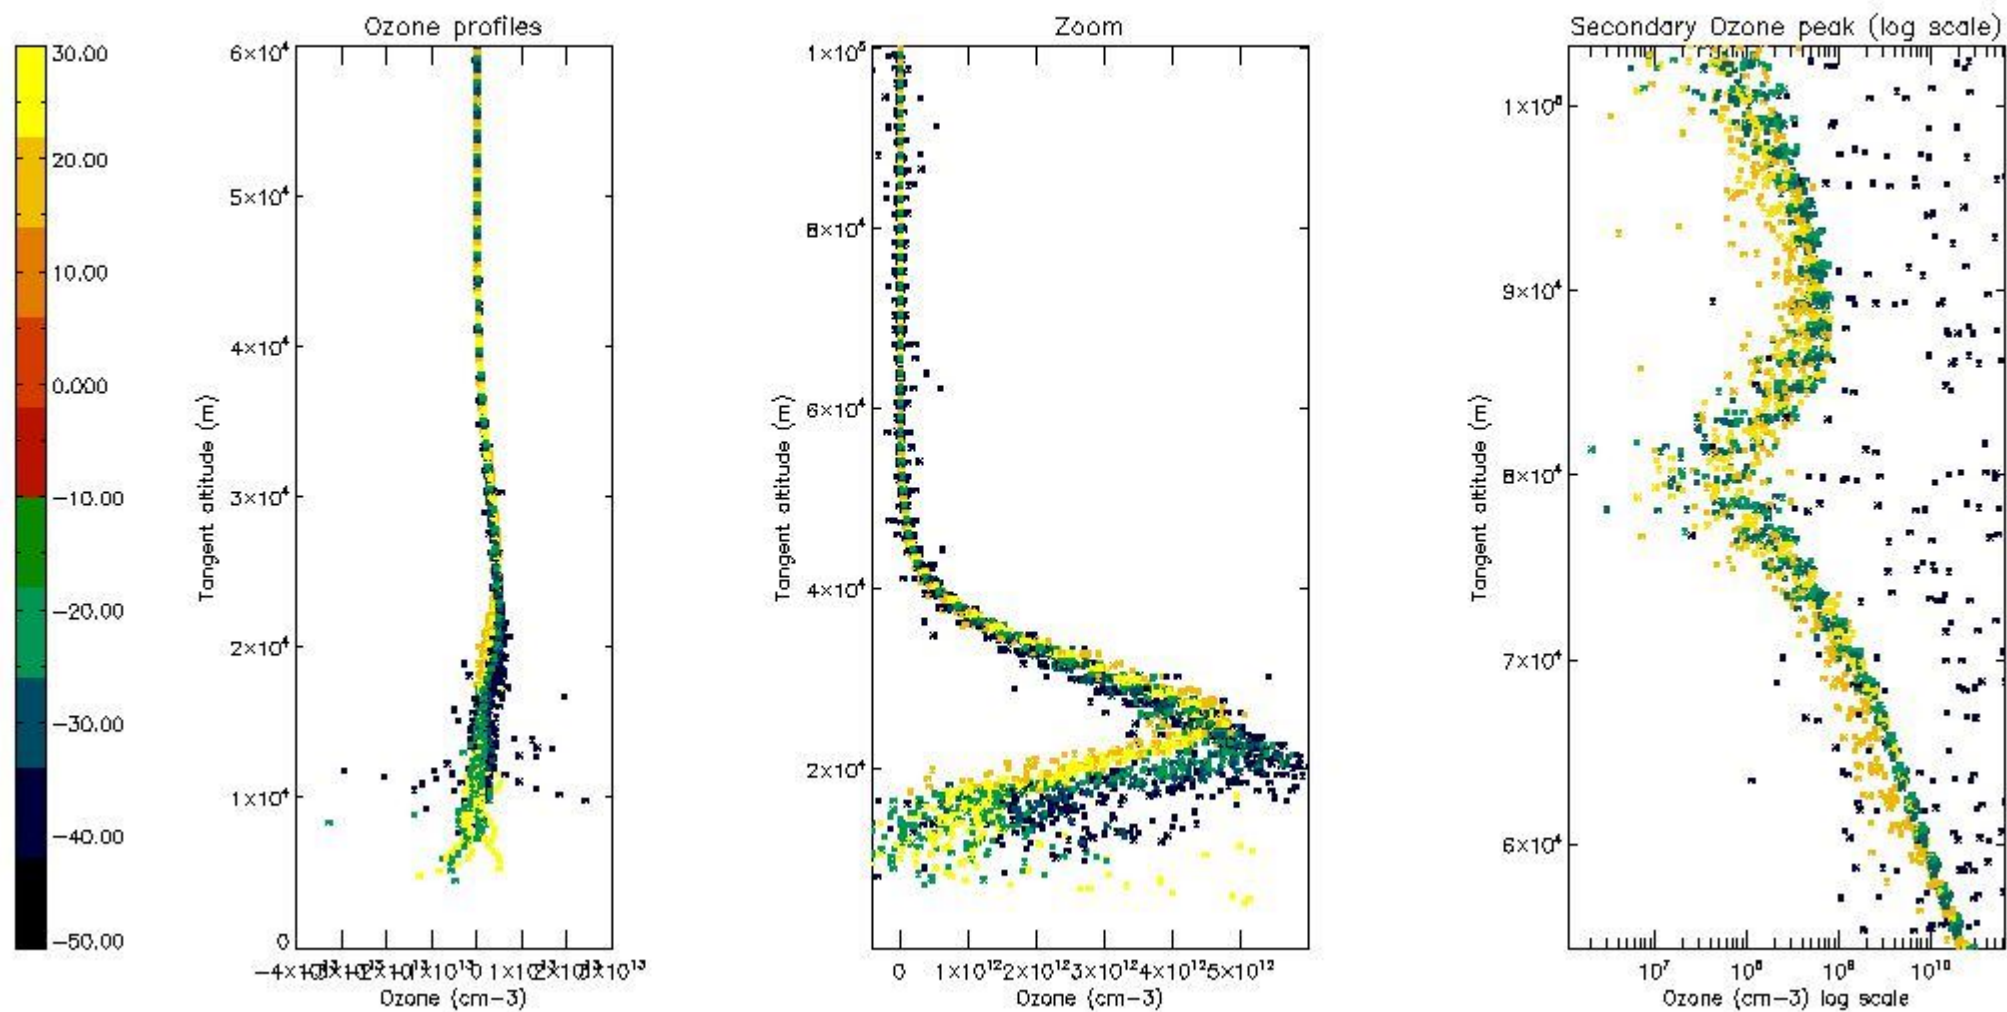 Ozone profiles
Zoom
Secondary Ozone peak (log scale)
30.00
20.00
10.00
0.000
-10.00
-20.00
-30.00
-40.00
-50.00
6×10⁴
5×10⁴
4×10⁴
3×10⁴
2×10⁴
1×10⁴
0
Tangent altitude (m)
0
Ozone (cm-3)
1×10⁵
8×10⁴
6×10⁴
4×10⁴
2×10⁴
Tangent altitude (m)
0 1×10¹² 2×10¹² 3×10¹² 4×10¹² 5×10¹²
Ozone (cm-3)
9×10⁴
8×10⁴
7×10⁴
6×10⁴
Tangent altitude (m)
10⁷ 10⁸ 10⁹ 10¹⁰
Ozone (cm-3) log scale